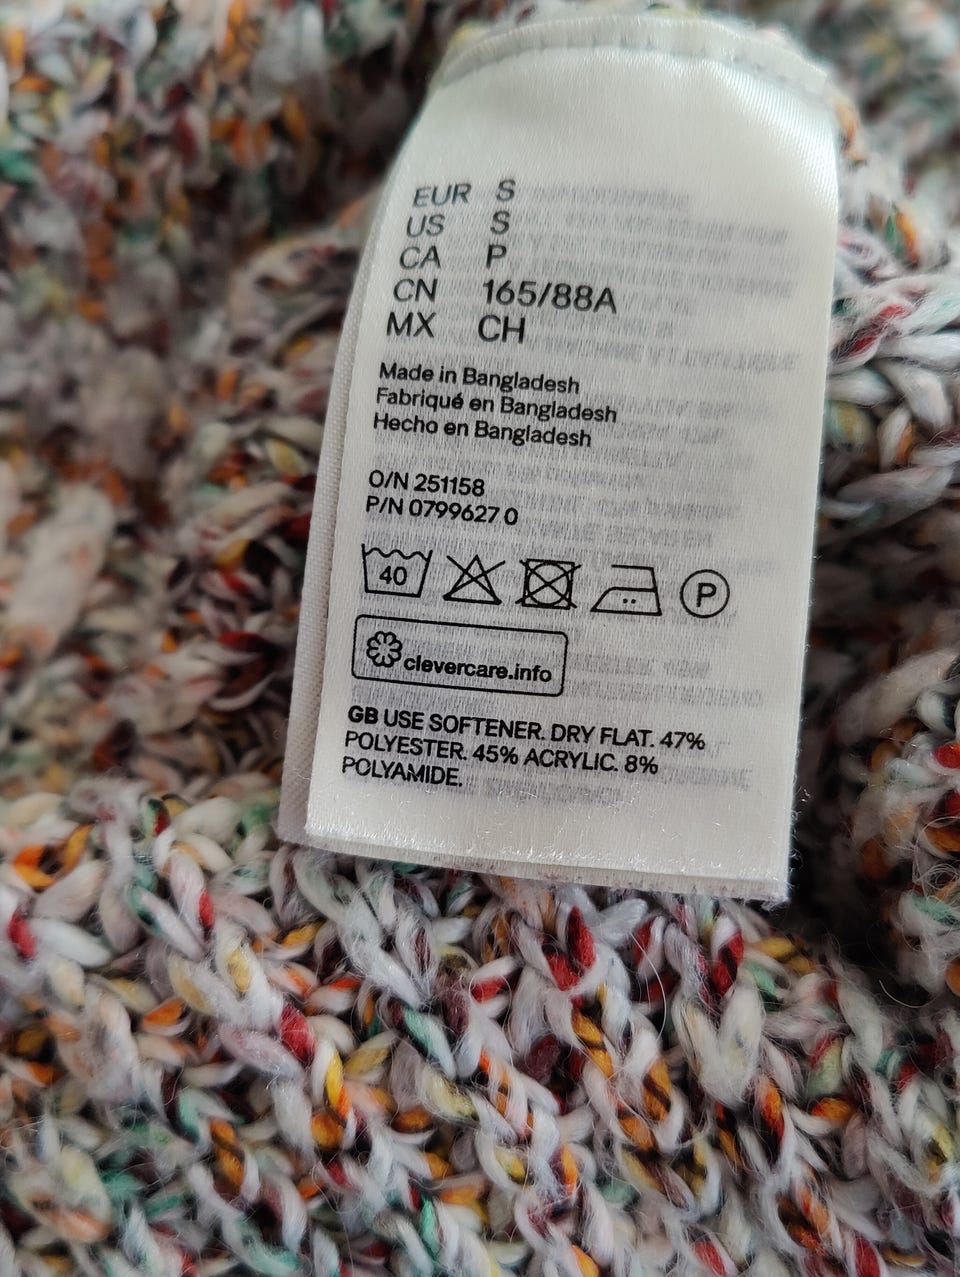 EUR S
US S
CA P
CN 165/88A
MX CH
Made in Bangladesh
Fabriqué en Bangladesh
Hecho en Bangladesh
O/N 251158
P/N 0799627 0
40
P
clevercare.info
GB USE SOFTENER. DRY FLAT. 47%
POLYESTER. 45% ACRYLIC. 8%
POLYAMIDE.